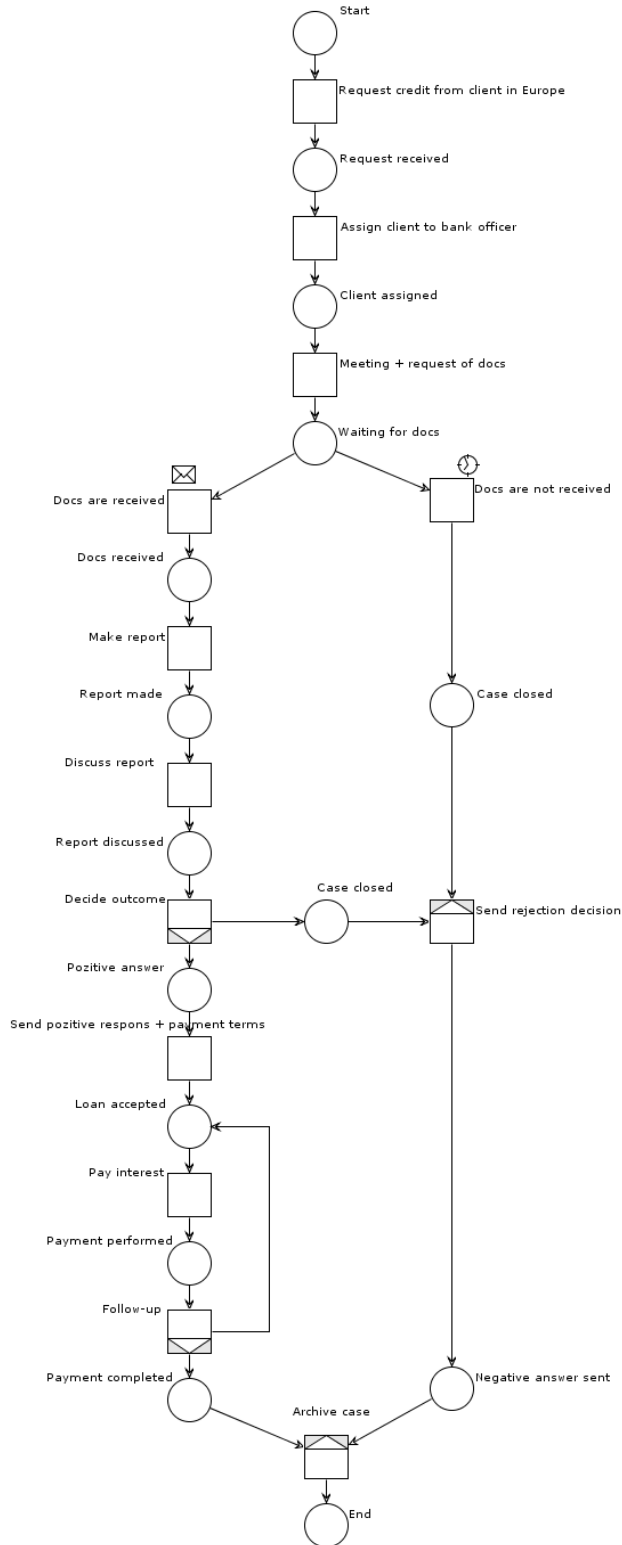 Start
Request credit from client in Europe
Request received
Assign client to bank officer
Client assigned
Meeting + request of docs
Waiting for docs
Docs are received
Docs are not received
Docs received
Make report
Report made
Case closed
Discuss report
Report discussed
Decide outcome
Case closed
Send rejection decision
Pozitive answer
Send pozitive respons + payment terms
Loan accepted
Pay interest
Payment performed
Follow-up
Payment completed
Negative answer sent
Archive case
End